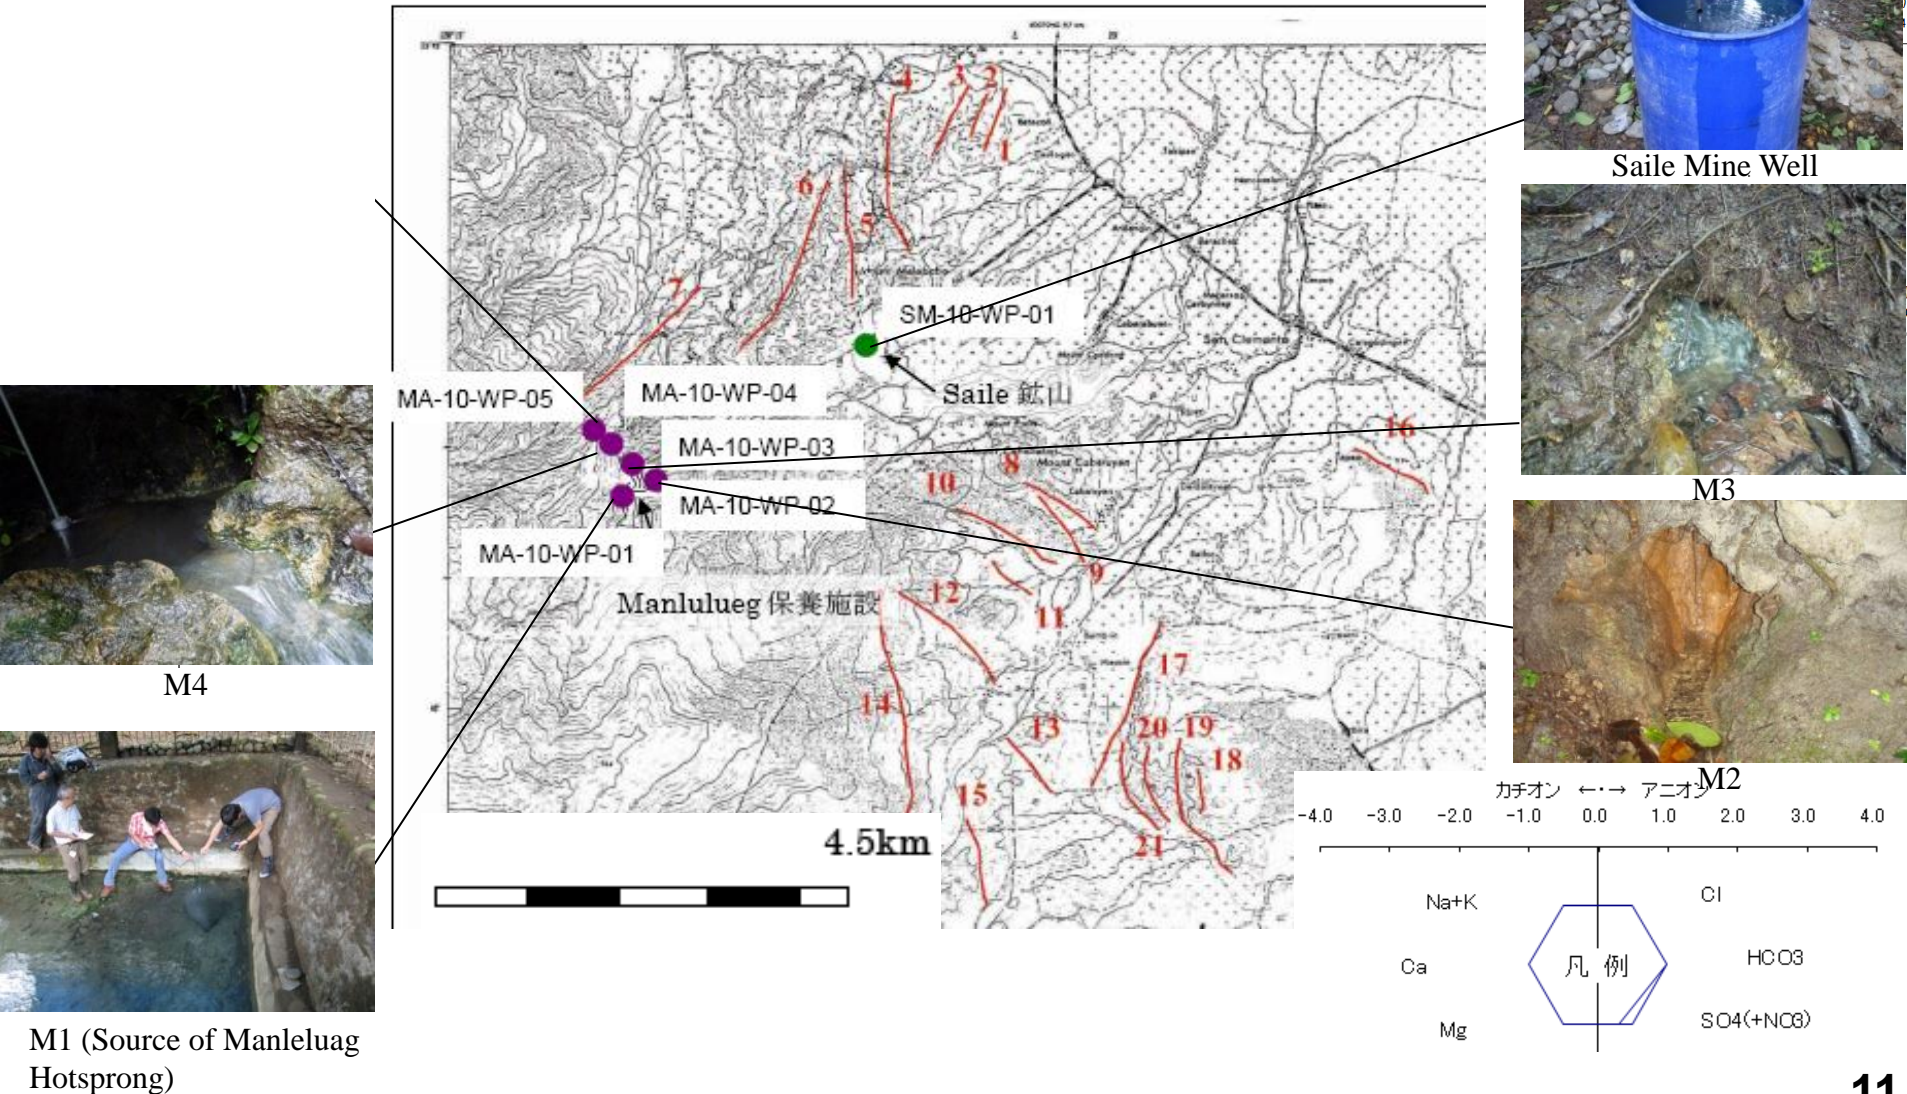 Saile Mine Well
4
3
2
1
6
5
7
SM-10-WP-01
Saile 鉱山
MA-10-WP-05
MA-10-WP-04
MA-10-WP-03
MA-10-WP-02
MA-10-WP-01
San Clemente
Mount Cabaruyan
16
8
10
9
M3
Manlulueg 保養施設
12
11
17
14
13
20
19
18
15
21
M4
M2
4.5km
カチオン ←・→ アニオン
-4.0 -3.0 -2.0 -1.0 0.0 1.0 2.0 3.0 4.0
Na+K
Cl
Ca
凡 例
HCO3
Mg
SO4(+NO3)
M1 (Source of Manleluag
Hotsprong)
11